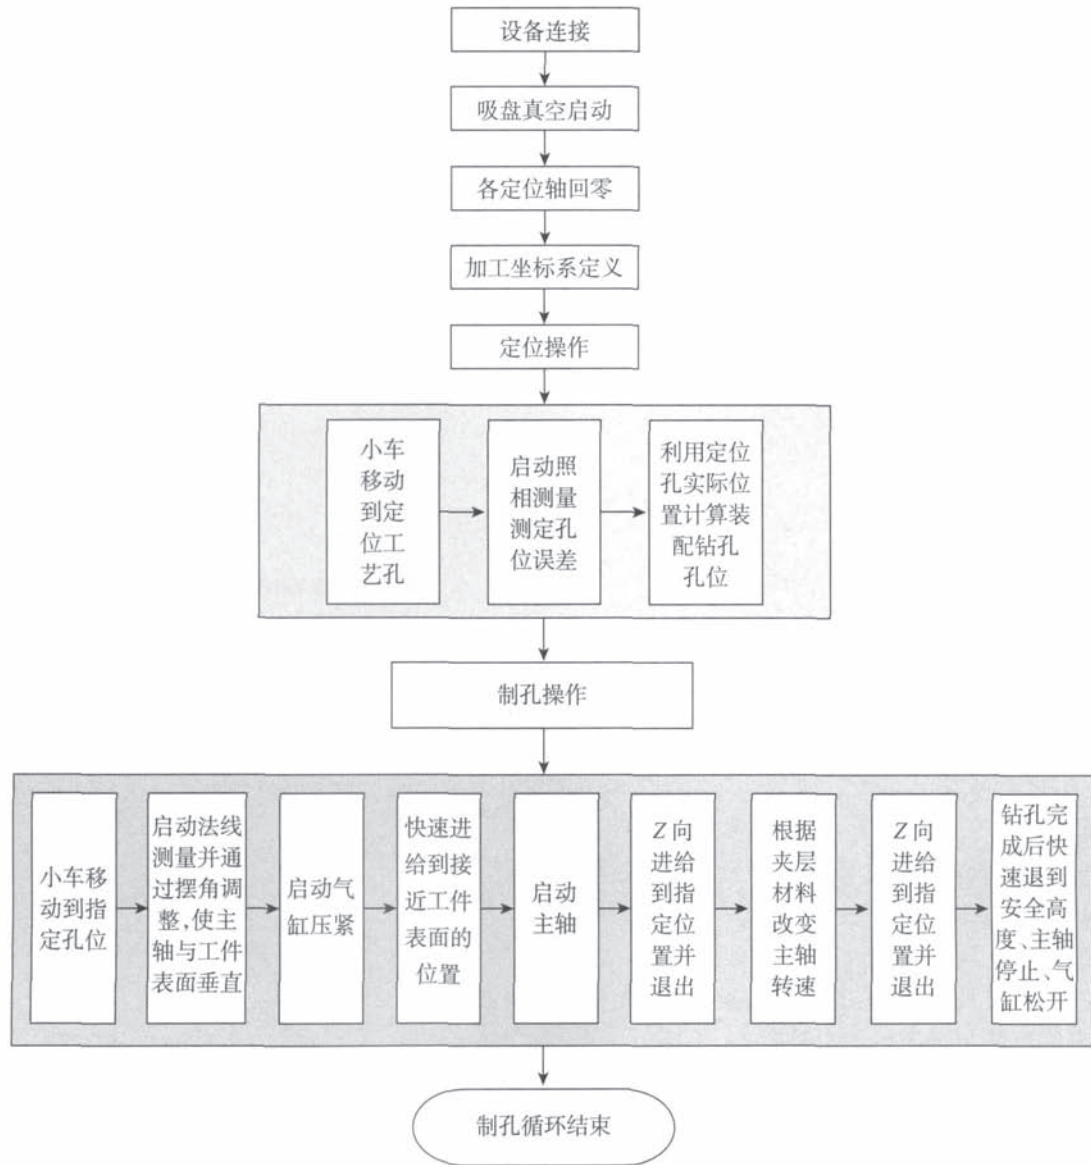 设备连接
吸盘真空启动
各定位轴回零
加工坐标系定义
定位操作
小车
移动
到定
位工
艺孔
启动照
相测量
测定孔
位误差
利用定位
孔实际位
置计算装
配钻孔
孔位
制孔操作
小车移
动到指
定孔位
启动法线
测量并通
过摆角调
整,使主
轴与工件
表面垂直
启动气
缸压紧
快速进
给到接
近工件
表面的
位置
启动
主轴
Z向
进给
到指
定位
置并
退出
根据
夹层
材料
改变
主轴
转速
Z向
进给
到指
定位
置并
退出
钻孔完
成后快
速退到
安全高
度、主轴
停止、气
缸松开
制孔循环结束